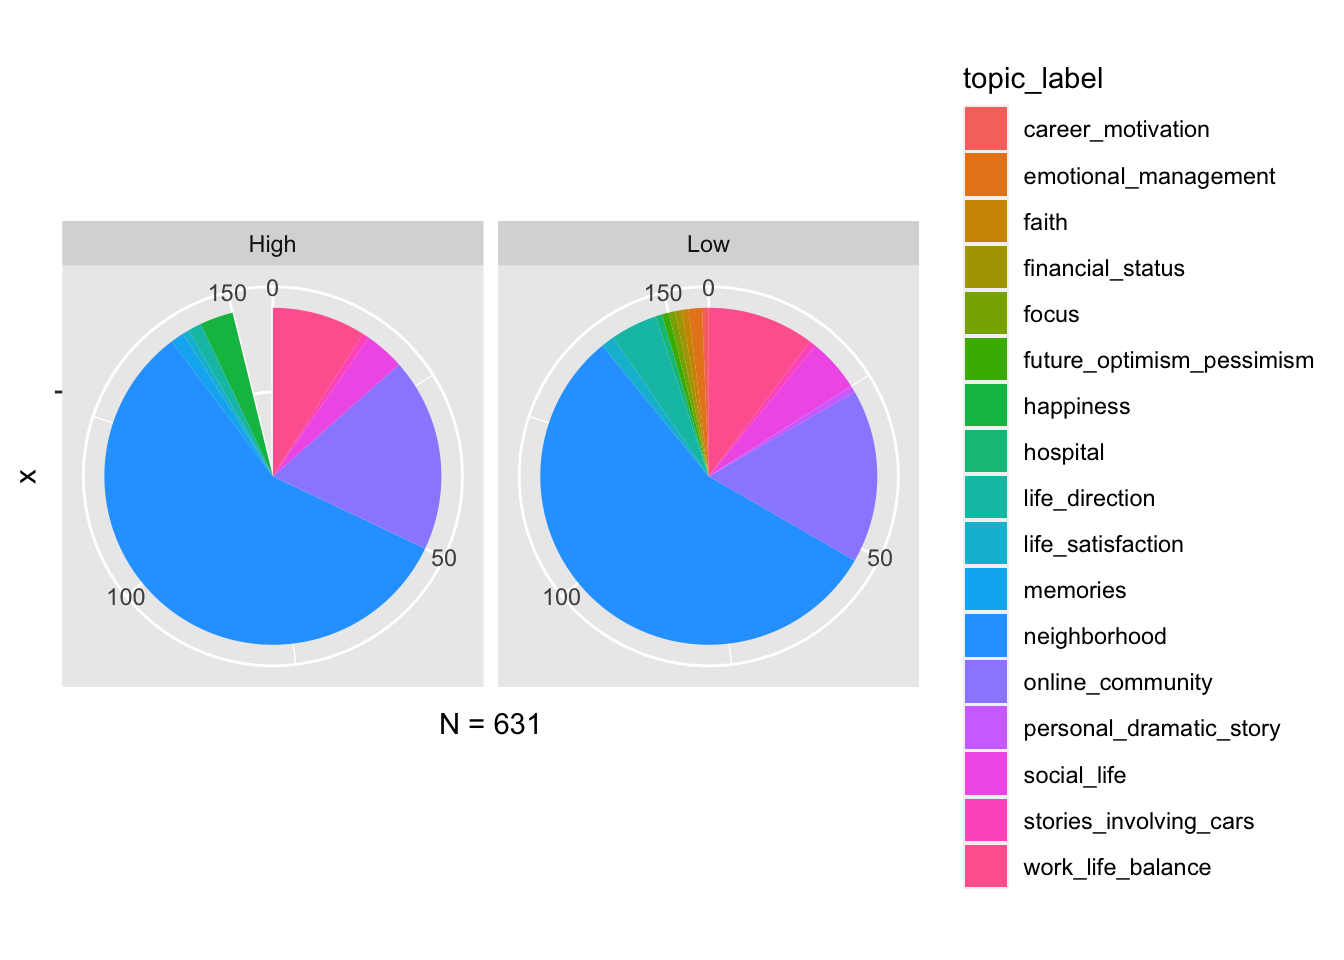 topic_label
career_motivation
emotional_management
faith
financial_status
focus
future_optimism_pessimism
happiness
hospital
life_direction
life_satisfaction
memories
neighborhood
online_community
personal_dramatic_story
social_life
stories_involving_cars
work_life_balance
High
Low
150
0
50
100
150
0
50
100
x
N = 631